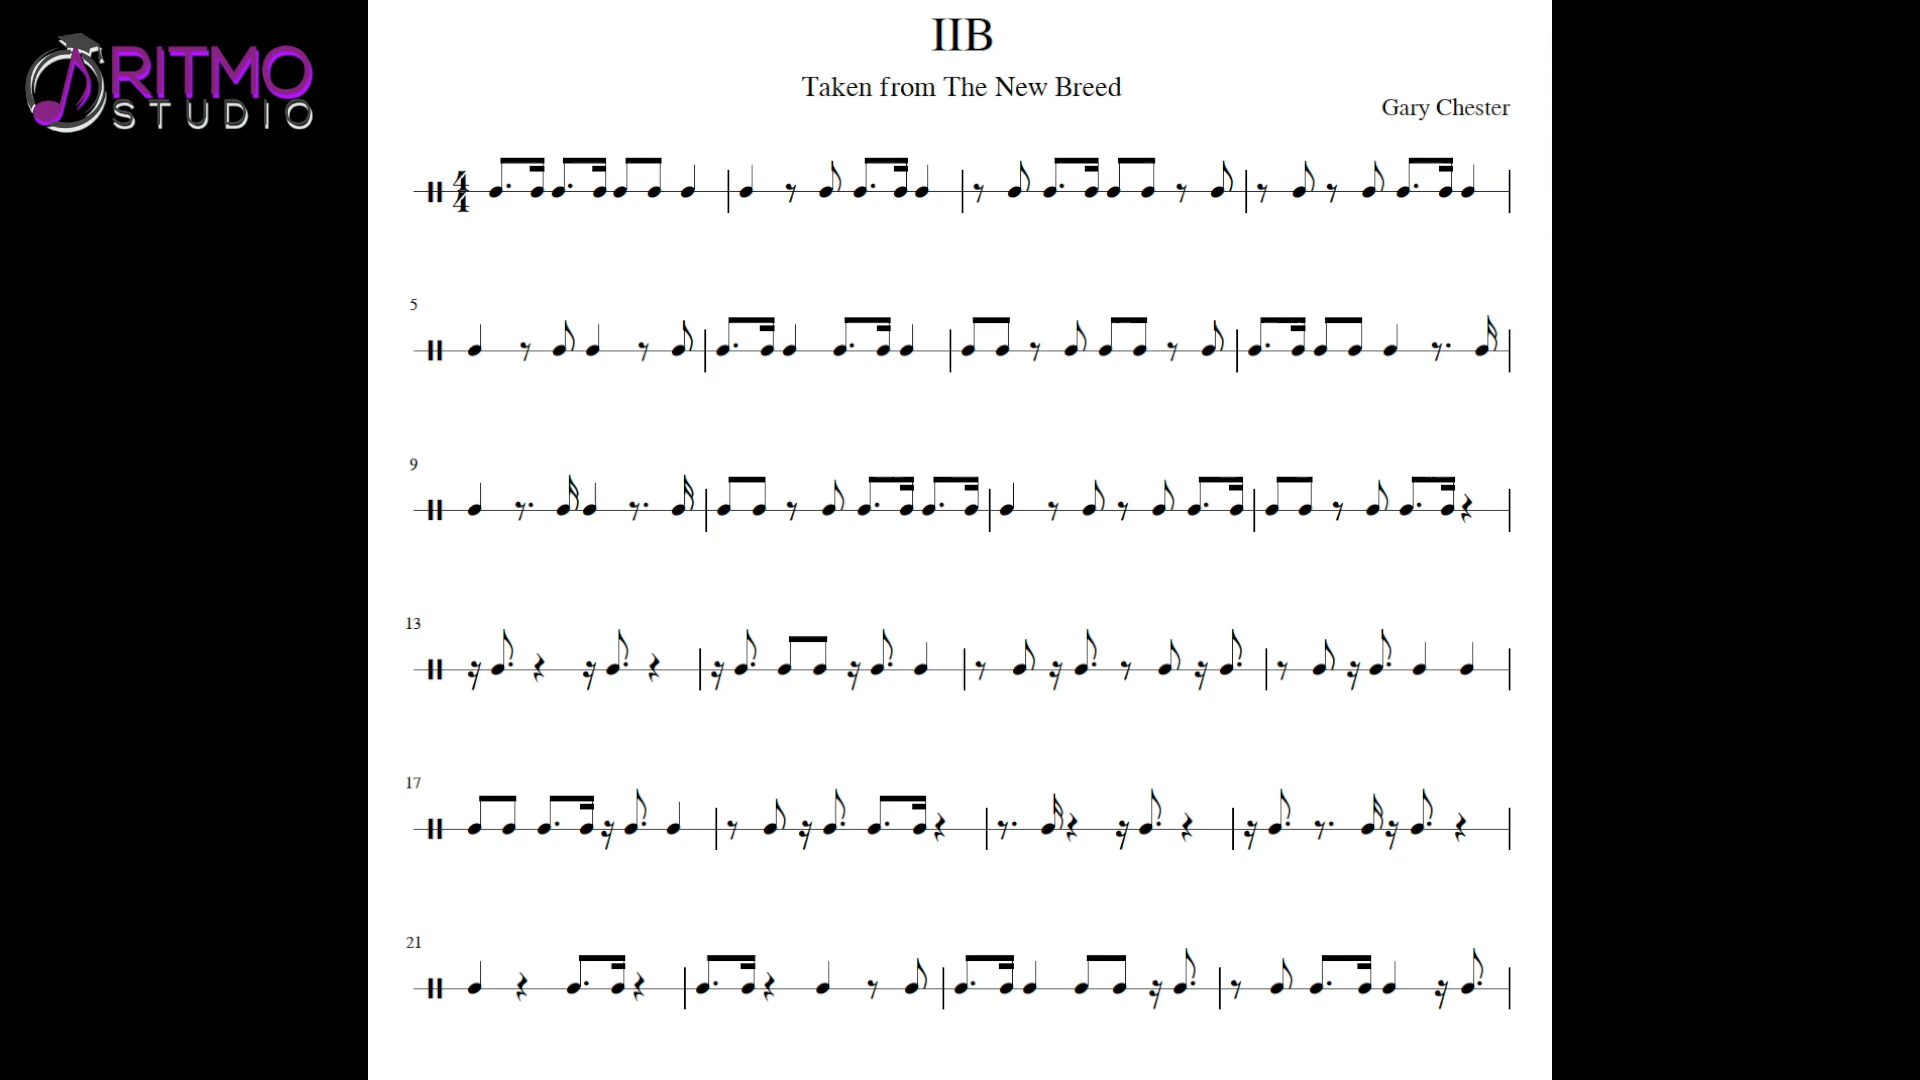 RITMO
STUDIO
IIB
Taken from The New Breed
Gary Chester
4
4
5
9
13
17
21